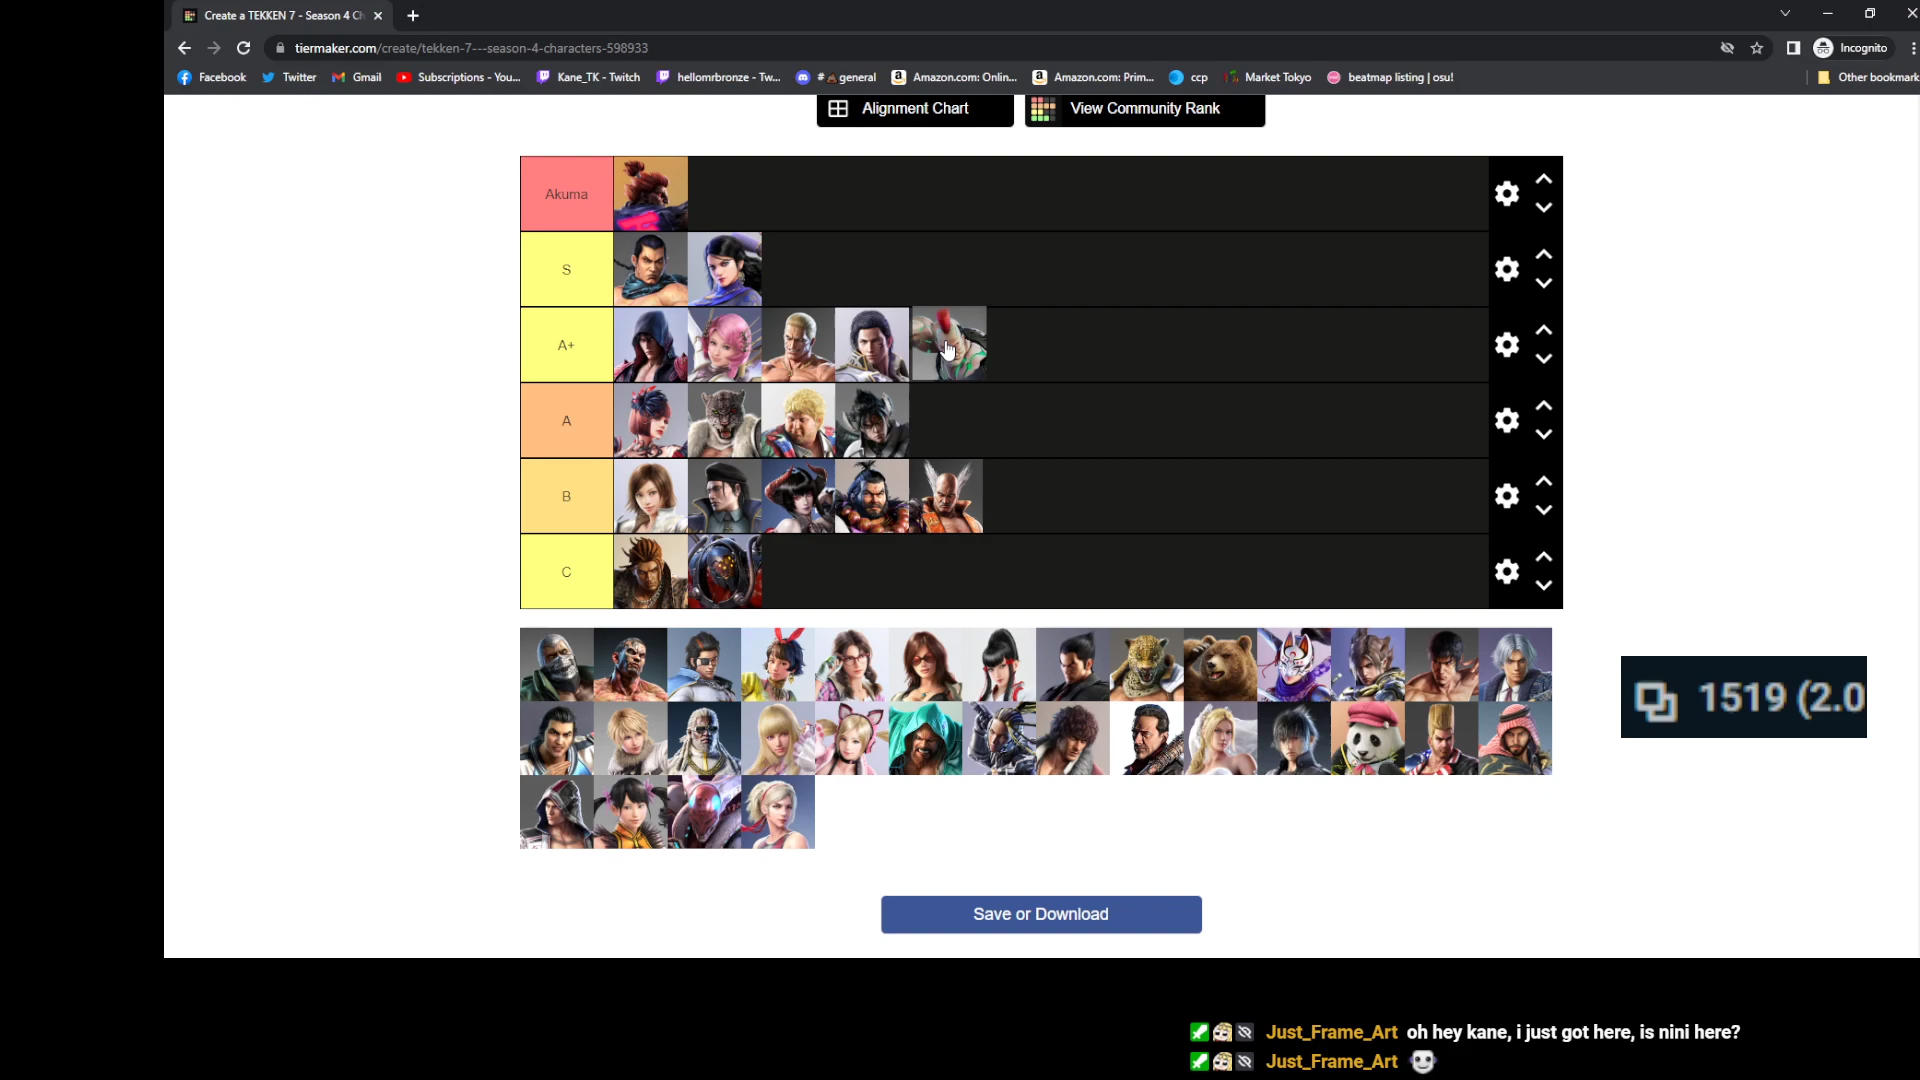 Create a TEKKEN 7 - Season 4 Ch
tiermaker.com/create/tekken-7---season-4-characters-598933
Incognito
Facebook
Twitter
Gmail
Subscriptions - You...
Kane_TK - Twitch
hellomrbronze - Tw...
#💩general
Amazon.com: Onlin...
Amazon.com: Prim...
ccp
Market Tokyo
beatmap listing | osu!
Other bookmark
Alignment Chart
View Community Rank
Akuma
S
A+
A
B
C
1519 (2.0
Save or Download
Just_Frame_Art oh hey kane, i just got here, is nini here?
Just_Frame_Art